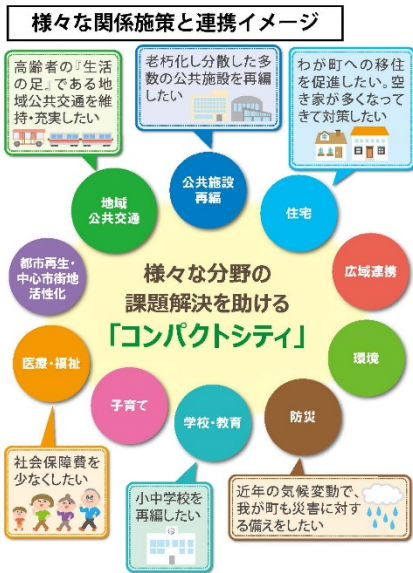 様々な関係施策と連携イメージ
高齢者の『生活
の足』である地
域公共交通を維
持・充実したい
老朽化し分散した多
数の公共施設を再編
したい
わが町への移住
を促進したい。空
き家が多くなって
きて対策したい
地域
公共交通
公共施設
再編
住宅
都市再生・
中心市街地
活性化
広域連携
様々な分野の
課題解決を助ける
「コンパクトシティ」
医療・福祉
環境
子育て
学校・教育
防災
社会保障費を
少なくしたい
小中学校を
再編したい
近年の気候変動で、
我が町も災害に対す
る備えをしたい